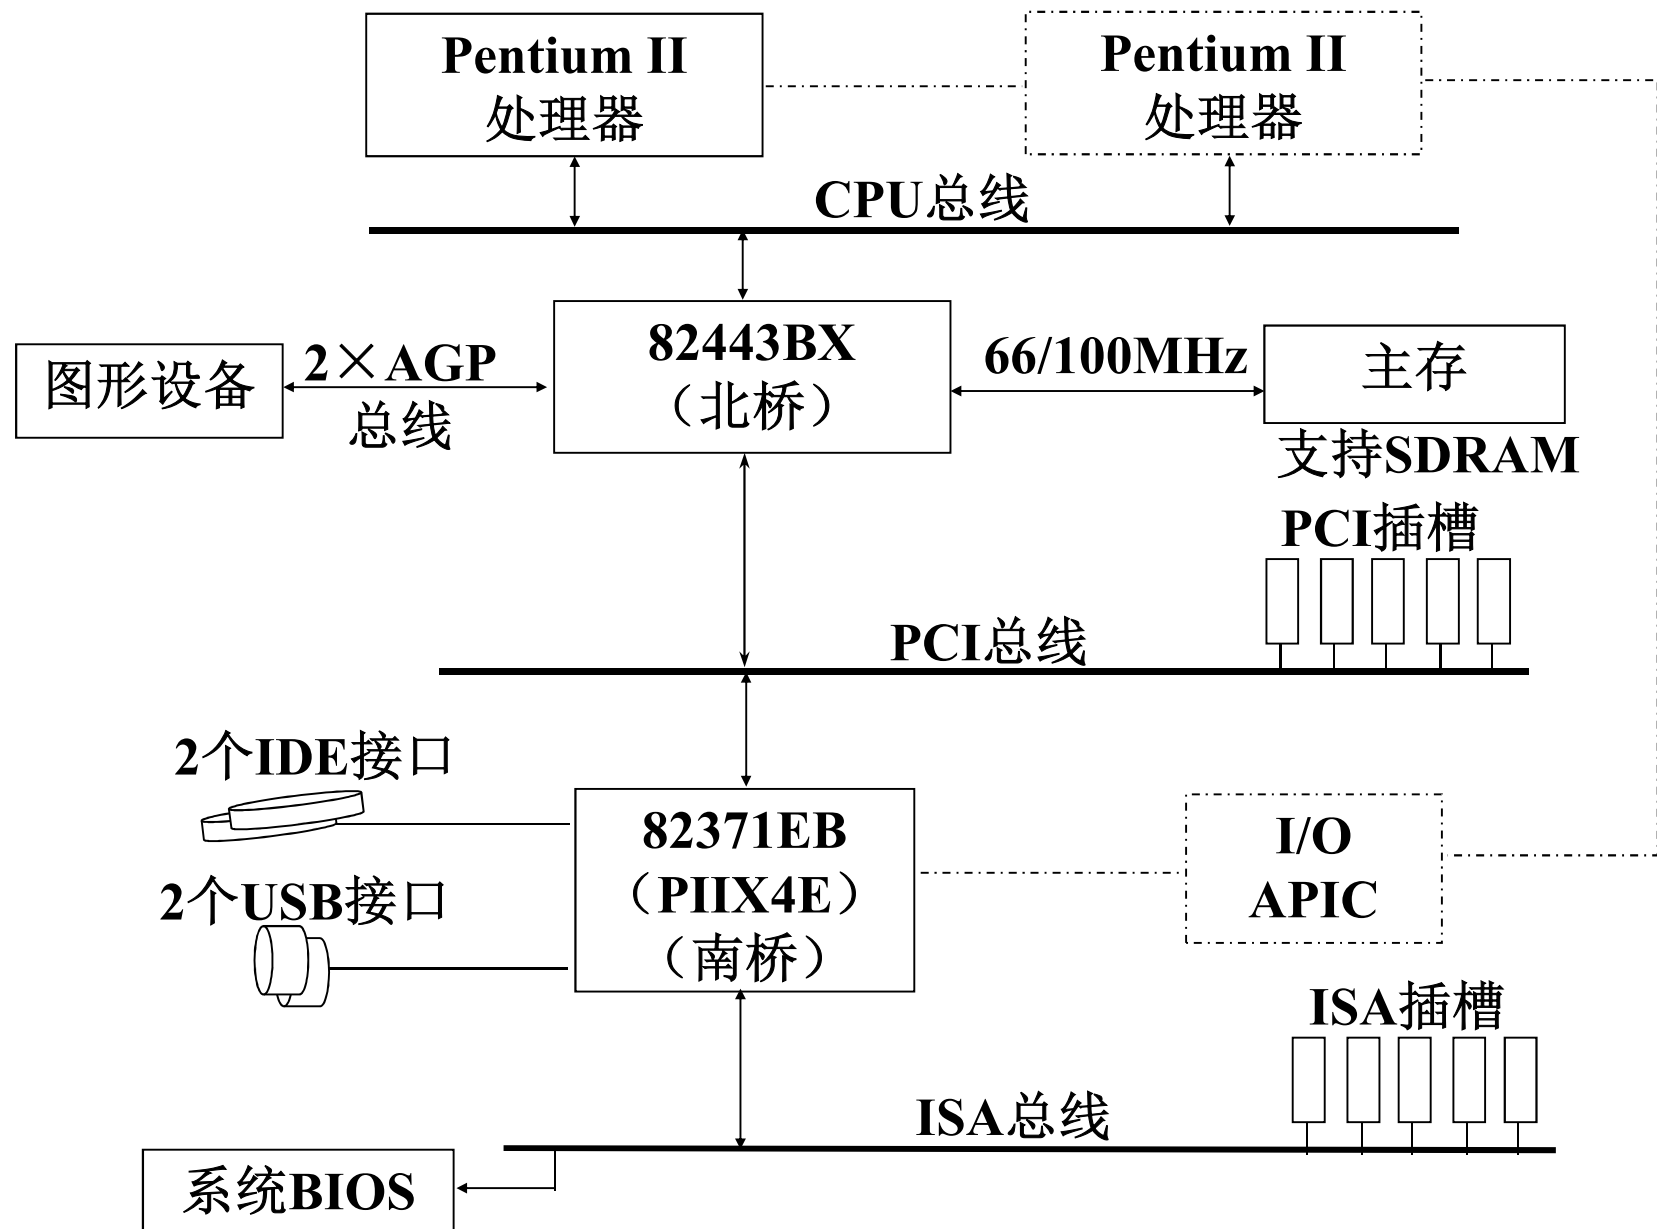 Pentium II
处理器
Pentium II
处理器
CPU总线
82443BX
（北桥）
图形设备
2×AGP
总线
66/100MHz
主存
支持SDRAM
PCI插槽
PCI总线
2个IDE接口
2个USB接口
82371EB
（PIIX4E）
（南桥）
I/O
APIC
ISA插槽
ISA总线
系统BIOS